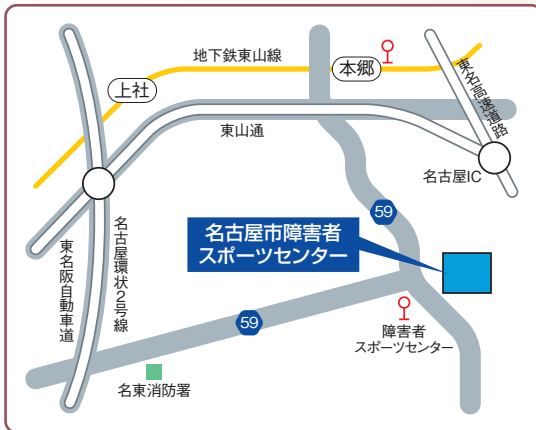 地下鉄東山線
本郷
上社
東名高速道路
東山通
名古屋IC
59
名古屋市障害者
スポーツセンター
名古屋環状2号線
東名阪自動車道
59
障害者
スポーツセンター
名東消防署